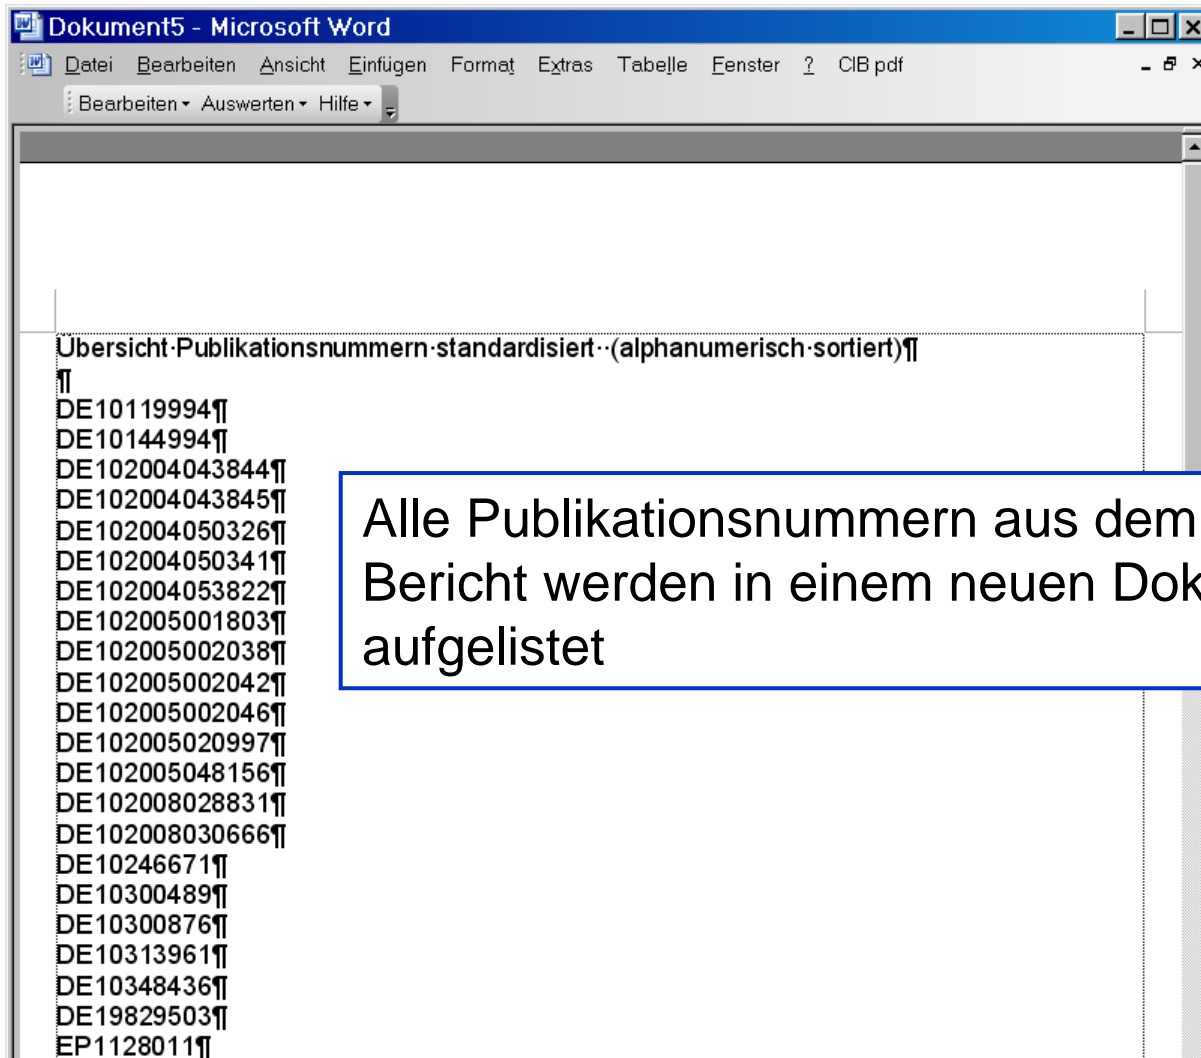 Dokument5 - Microsoft Word
Datei Bearbeiten Ansicht Einfügen Format Extras Tabelle Fenster ? CIB pdf
Bearbeiten Auswerten Hilfe
Übersicht·Publikationsnummern·standardisiert··(alphanumerisch·sortiert)¶
¶
DE10119994¶
DE10144994¶
DE102004043844¶
DE102004043845¶
DE102004050326¶
DE102004050341¶
DE102004053822¶
DE102005001803¶
DE102005002038¶
DE102005002042¶
DE102005002046¶
DE102005020997¶
DE102005048156¶
DE102008028831¶
DE102008030666¶
DE10246671¶
DE10300489¶
DE10300876¶
DE10313961¶
DE10348436¶
DE19829503¶
EP1128011¶
Alle Publikationsnummern aus dem
Bericht werden in einem neuen Dok
aufgelistet